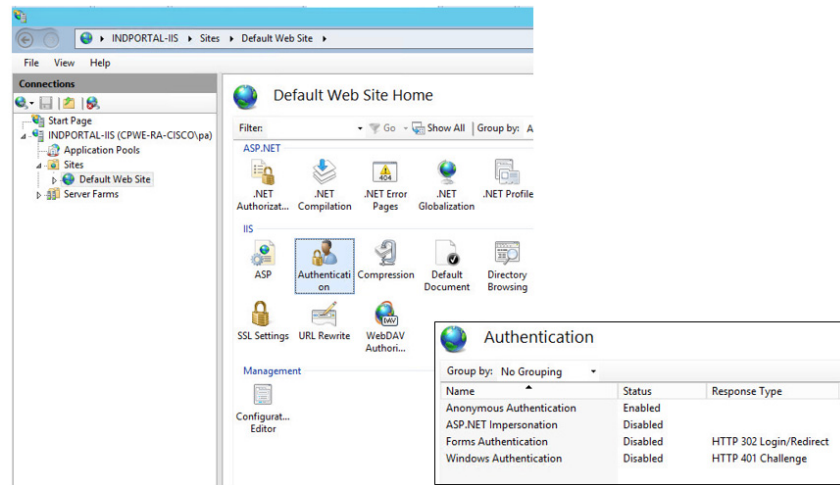 INDPORTAL-IIS Sites Default Web Site
File View Help
Connections
Start Page
INDPORTAL-IIS (CPWE-RA-CISCO\pa)
Application Pools
Sites
Default Web Site
Server Farms
Default Web Site Home
Filter: Go Show All Group by: A
ASP.NET
.NET Authorizat...
.NET Compilation
.NET Error Pages
.NET Globalization
.NET Profile
IIS
ASP
Authenticati on
Compression
Default Document
Directory Browsing
SSL Settings
URL Rewrite
WebDAV Authori...
Management
Configurat... Editor
Authentication
Group by: No Grouping
Name Status Response Type
Anonymous Authentication Enabled
ASP.NET Impersonation Disabled
Forms Authentication Disabled HTTP 302 Login/Redirect
Windows Authentication Disabled HTTP 401 Challenge